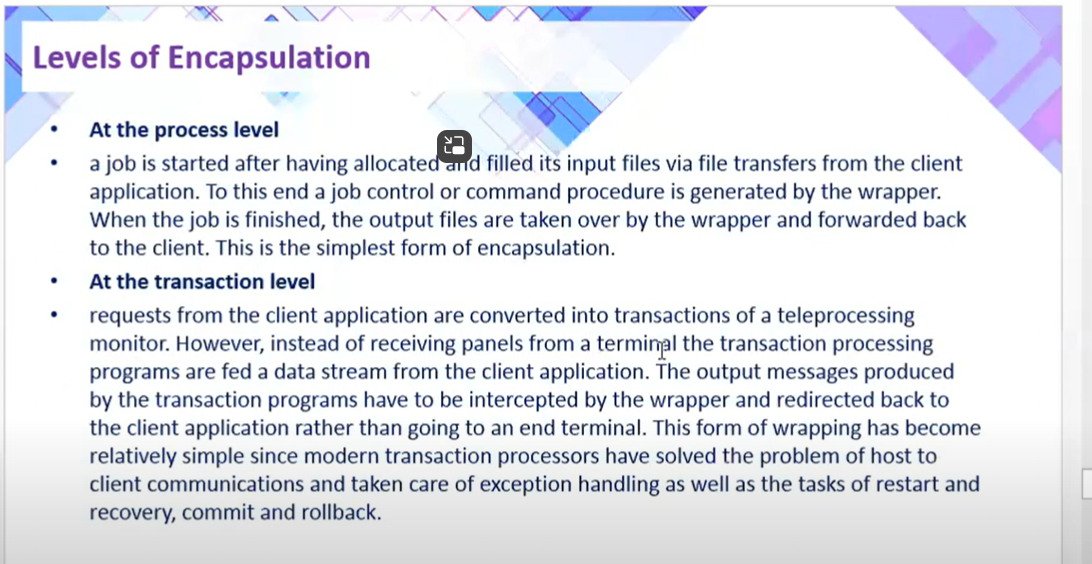 Levels of Encapsulation
• At the process level
• a job is started after having allocated and filled its input files via file transfers from the client
application. To this end a job control or command procedure is generated by the wrapper.
When the job is finished, the output files are taken over by the wrapper and forwarded back
to the client. This is the simplest form of encapsulation.
• At the transaction level
• requests from the client application are converted into transactions of a teleprocessing
monitor. However, instead of receiving panels from a terminal the transaction processing
programs are fed a data stream from the client application. The output messages produced
by the transaction programs have to be intercepted by the wrapper and redirected back to
the client application rather than going to an end terminal. This form of wrapping has become
relatively simple since modern transaction processors have solved the problem of host to
client communications and taken care of exception handling as well as the tasks of restart and
recovery, commit and rollback.